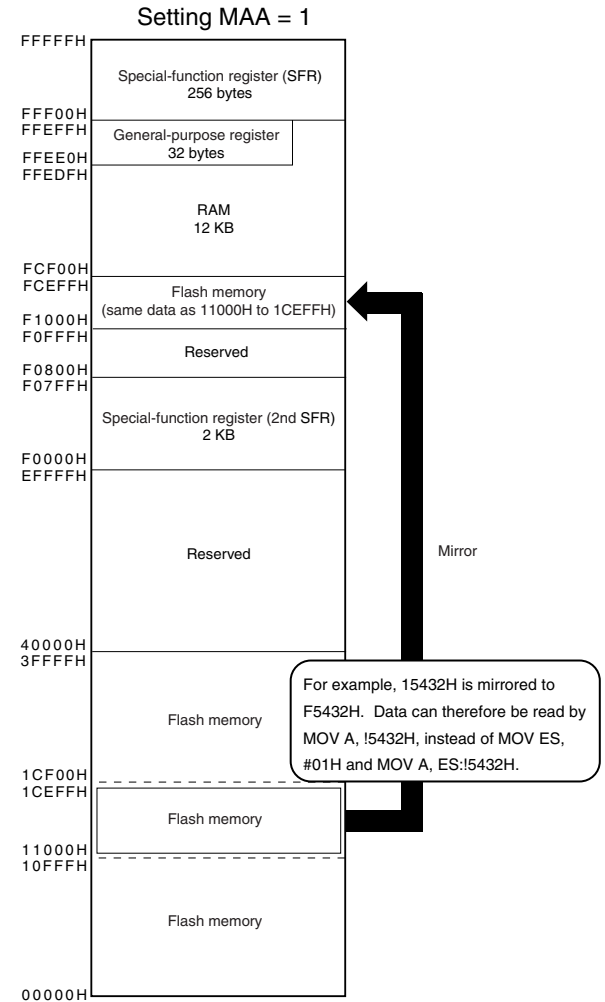 Setting MAA = 1
FFFFFH
Special-function register (SFR)
256 bytes
FFF00H
FFEFFH
General-purpose register
32 bytes
FFEE0H
FFEDFH
RAM
12 KB
FCF00H
FCEFFH
Flash memory
(same data as 11000H to 1CEFFH)
F1000H
F0FFFH
Reserved
F0800H
F07FFH
Special-function register (2nd SFR)
2 KB
F0000H
EFFFFH
Reserved
Mirror
40000H
3FFFFH
For example, 15432H is mirrored to
F5432H. Data can therefore be read by
MOV A, !5432H, instead of MOV ES,
#01H and MOV A, ES:!5432H.
Flash memory
1CF00H
1CEFFH
Flash memory
11000H
10FFFH
Flash memory
00000H